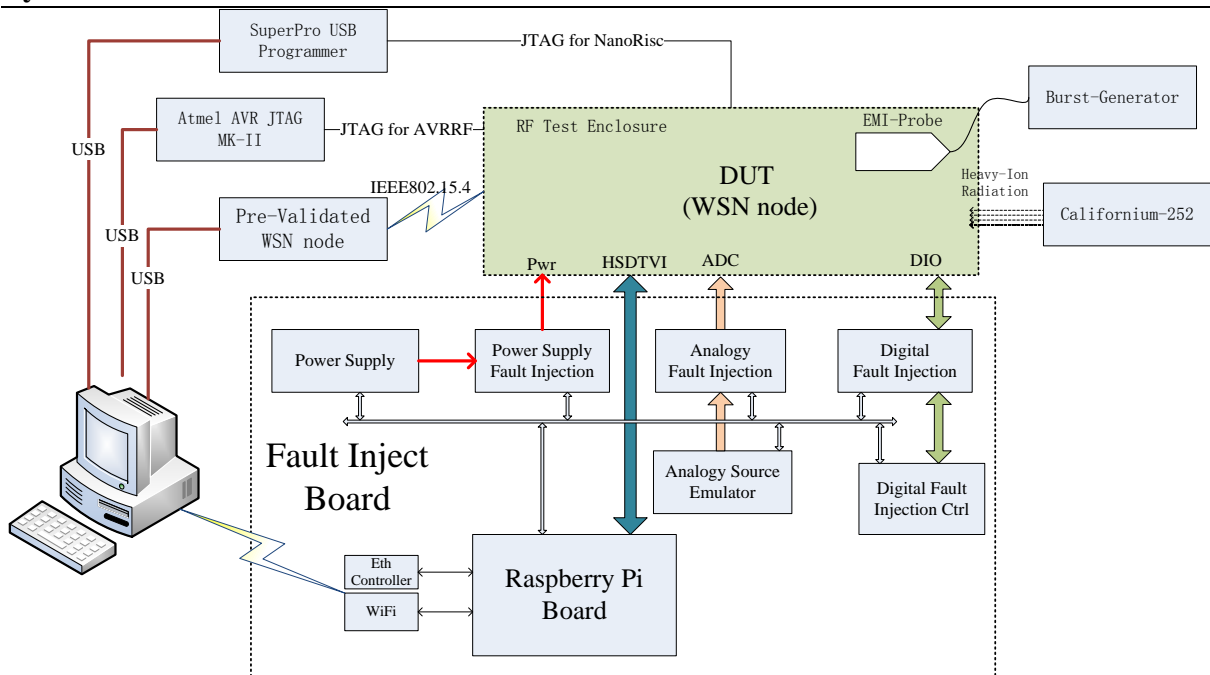 SuperPro USB
Programmer
JTAG for NanoRisc
Burst-Generator
Atmel AVR JTAG
MK-II
JTAG for AVRRF
RF Test Enclosure
EMI-Probe
USB
DUT
(WSN node)
Heavy-Ion
Radiation
Californium-252
IEEE802.15.4
Pre-Validated
WSN node
USB
USB
Pwr
HSDTVI
ADC
DIO
Power Supply
Power Supply
Fault Injection
Analogy
Fault Injection
Digital
Fault Injection
Fault Inject
Board
Analogy Source
Emulator
Digital Fault
Injection Ctrl
Eth
Controller
WiFi
Raspberry Pi
Board